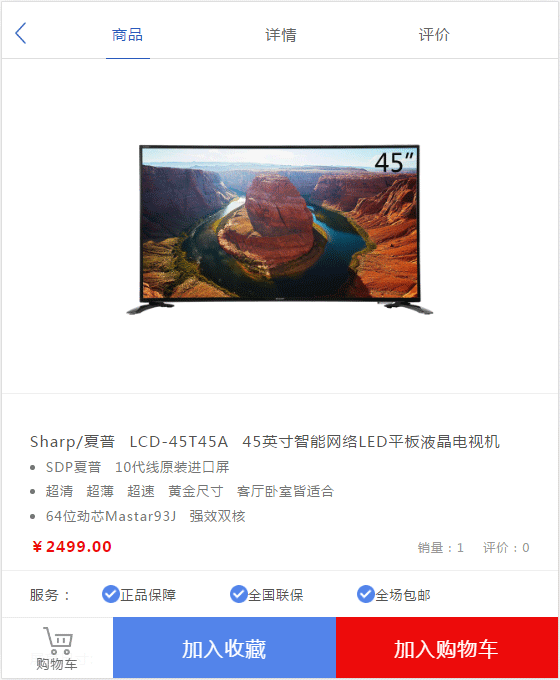 商品 详情 评价
45″
Sharp/夏普 LCD-45T45A 45英寸智能网络LED平板液晶电视机
SDP夏普 10代线原装进口屏
超清 超薄 超速 黄金尺寸 客厅卧室皆适合
64位劲芯Mastar93J 强效双核
￥2499.00 销量：1 评价：0
服务： 正品保障 全国联保 全场包邮
购物车 加入收藏 加入购物车